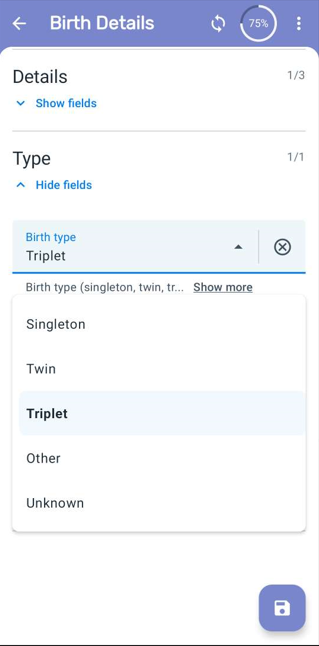 Birth Details
75%
Details
1/3
Show fields
Type
1/1
Hide fields
Birth type
Triplet
Birth type (singleton, twin, tr... Show more
Singleton
Twin
Triplet
Other
Unknown